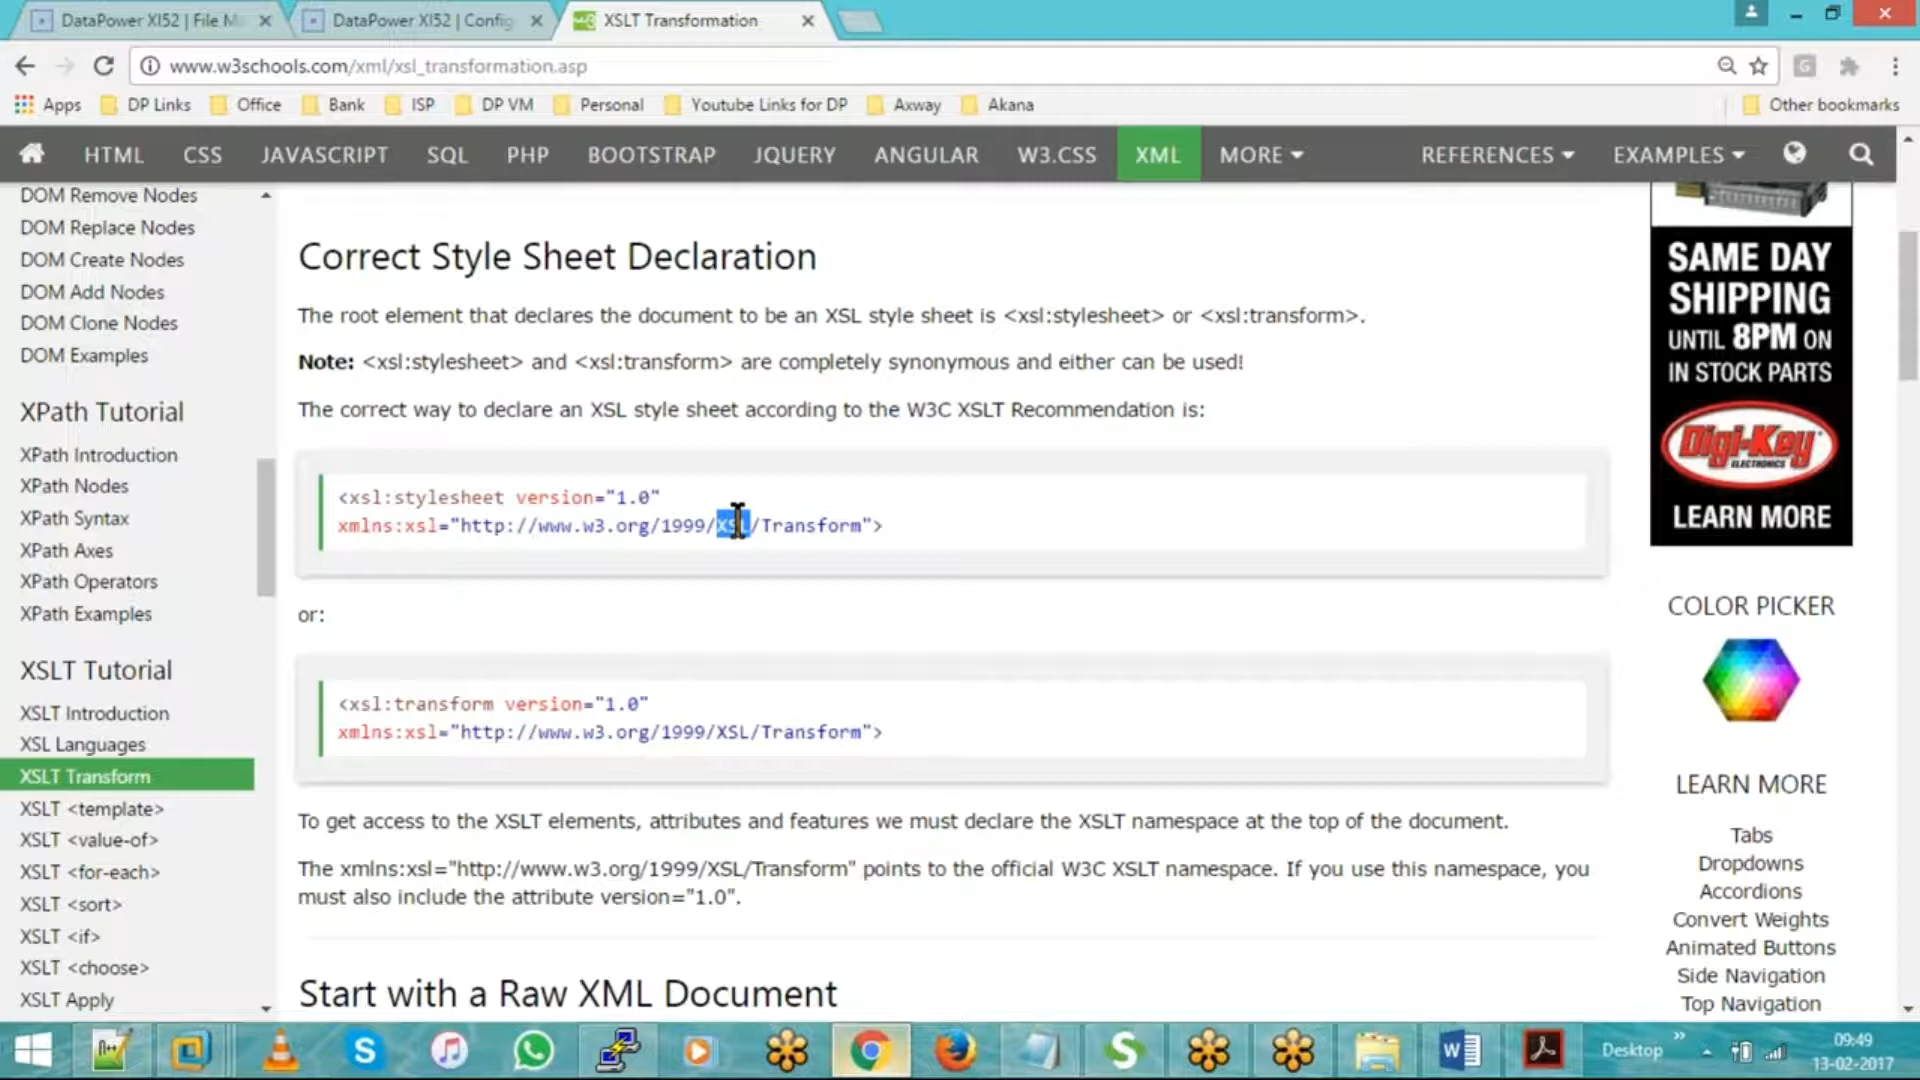 DataPower XI52 | File M
DataPower XI52 | Config
XSLT Transformation
www.w3schools.com/xml/xsl_transformation.asp
Apps
DP Links
Office
Bank
ISP
DP VM
Personal
Youtube Links for DP
Axway
Akana
Other bookmarks
HTML
CSS
JAVASCRIPT
SQL
PHP
BOOTSTRAP
JQUERY
ANGULAR
W3.CSS
XML
MORE
REFERENCES
EXAMPLES
DOM Remove Nodes
DOM Replace Nodes
DOM Create Nodes
DOM Add Nodes
DOM Clone Nodes
DOM Examples
XPath Tutorial
XPath Introduction
XPath Nodes
XPath Syntax
XPath Axes
XPath Operators
XPath Examples
XSLT Tutorial
XSLT Introduction
XSL Languages
XSLT Transform
XSLT <template>
XSLT <value-of>
XSLT <for-each>
XSLT <sort>
XSLT <if>
XSLT <choose>
XSLT Apply
Correct Style Sheet Declaration
The root element that declares the document to be an XSL style sheet is <xsl:stylesheet> or <xsl:transform>.
Note: <xsl:stylesheet> and <xsl:transform> are completely synonymous and either can be used!
The correct way to declare an XSL style sheet according to the W3C XSLT Recommendation is:
<xsl:stylesheet version="1.0"
xmlns:xsl="http://www.w3.org/1999/XSL/Transform">
or:
<xsl:transform version="1.0"
xmlns:xsl="http://www.w3.org/1999/XSL/Transform">
To get access to the XSLT elements, attributes and features we must declare the XSLT namespace at the top of the document.
The xmlns:xsl="http://www.w3.org/1999/XSL/Transform" points to the official W3C XSLT namespace. If you use this namespace, you
must also include the attribute version="1.0".
Start with a Raw XML Document
SAME DAY
SHIPPING
UNTIL 8PM ON
IN STOCK PARTS
Digi-Key
ELECTRONICS
LEARN MORE
COLOR PICKER
LEARN MORE
Tabs
Dropdowns
Accordions
Convert Weights
Animated Buttons
Side Navigation
Top Navigation
Desktop
09:49
13-02-2017